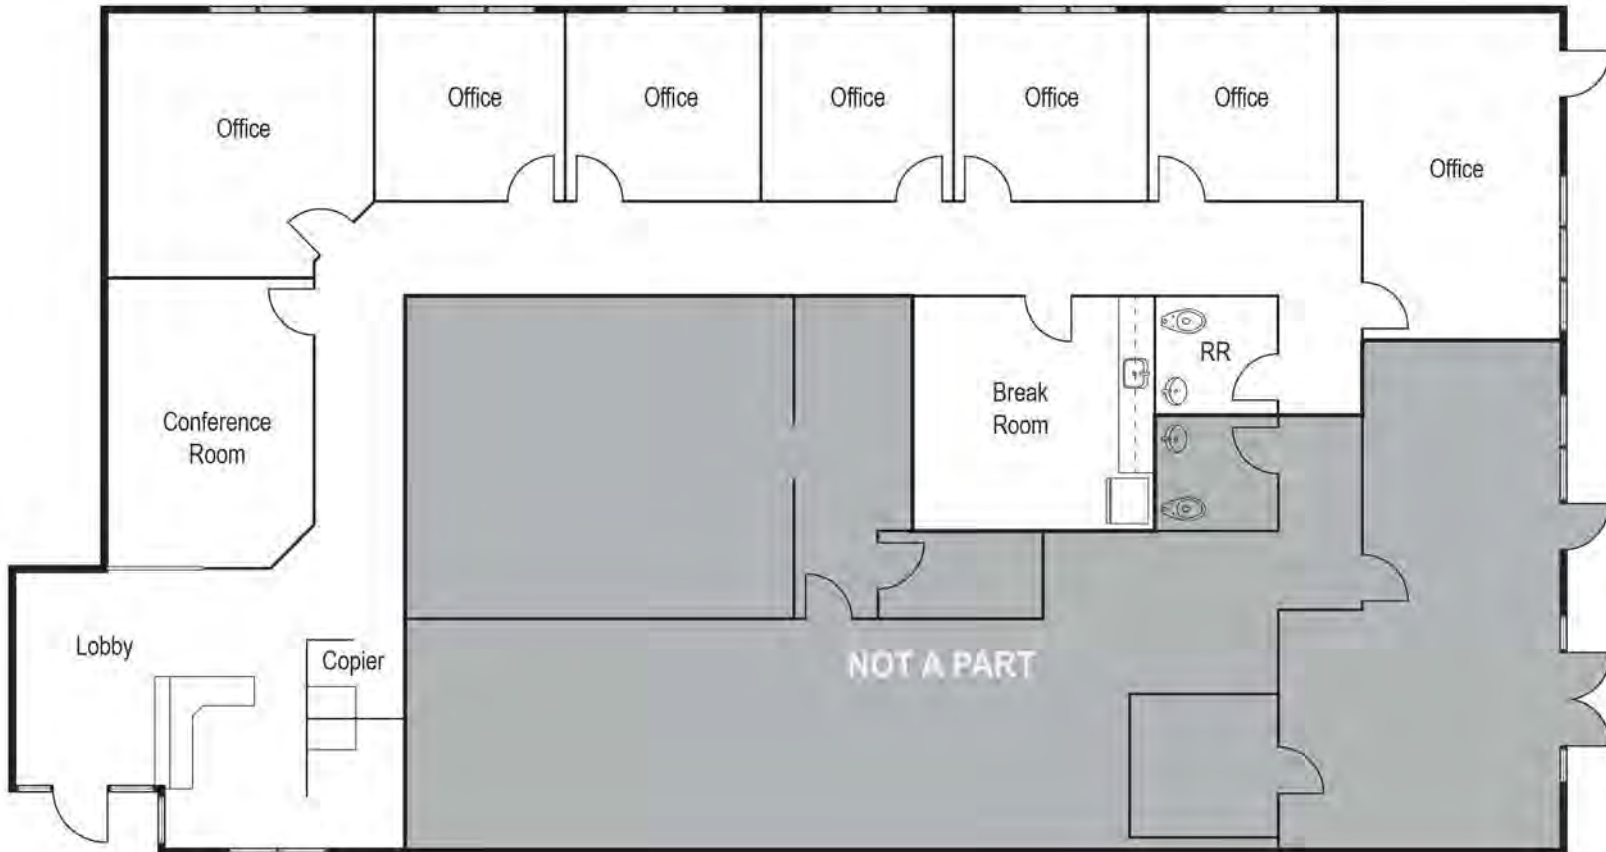 Office
Office
Office
Office
Office
Office
Office
RR
Break
Room
Conference
Room
Lobby
Copier
NOT A PART